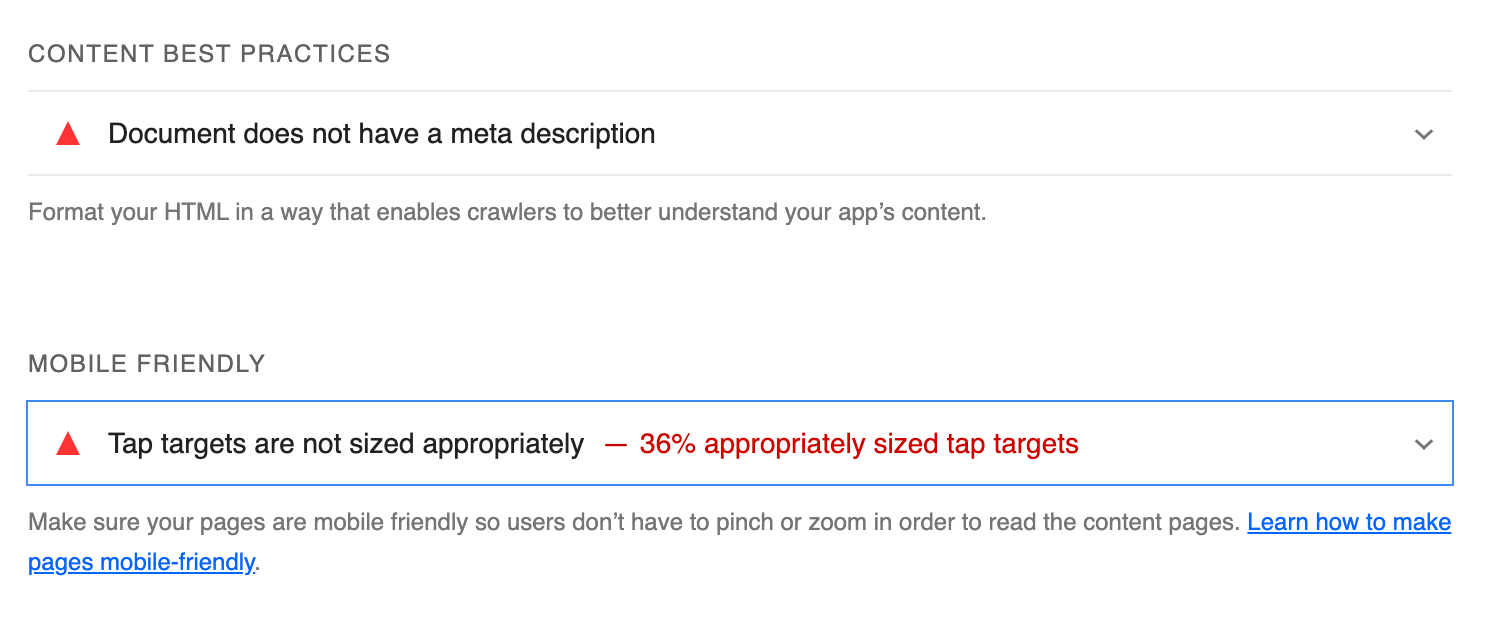 CONTENT BEST PRACTICES
Document does not have a meta description
Format your HTML in a way that enables crawlers to better understand your app’s content.
MOBILE FRIENDLY
Tap targets are not sized appropriately — 36% appropriately sized tap targets
Make sure your pages are mobile friendly so users don’t have to pinch or zoom in order to read the content pages. Learn how to make
pages mobile-friendly.